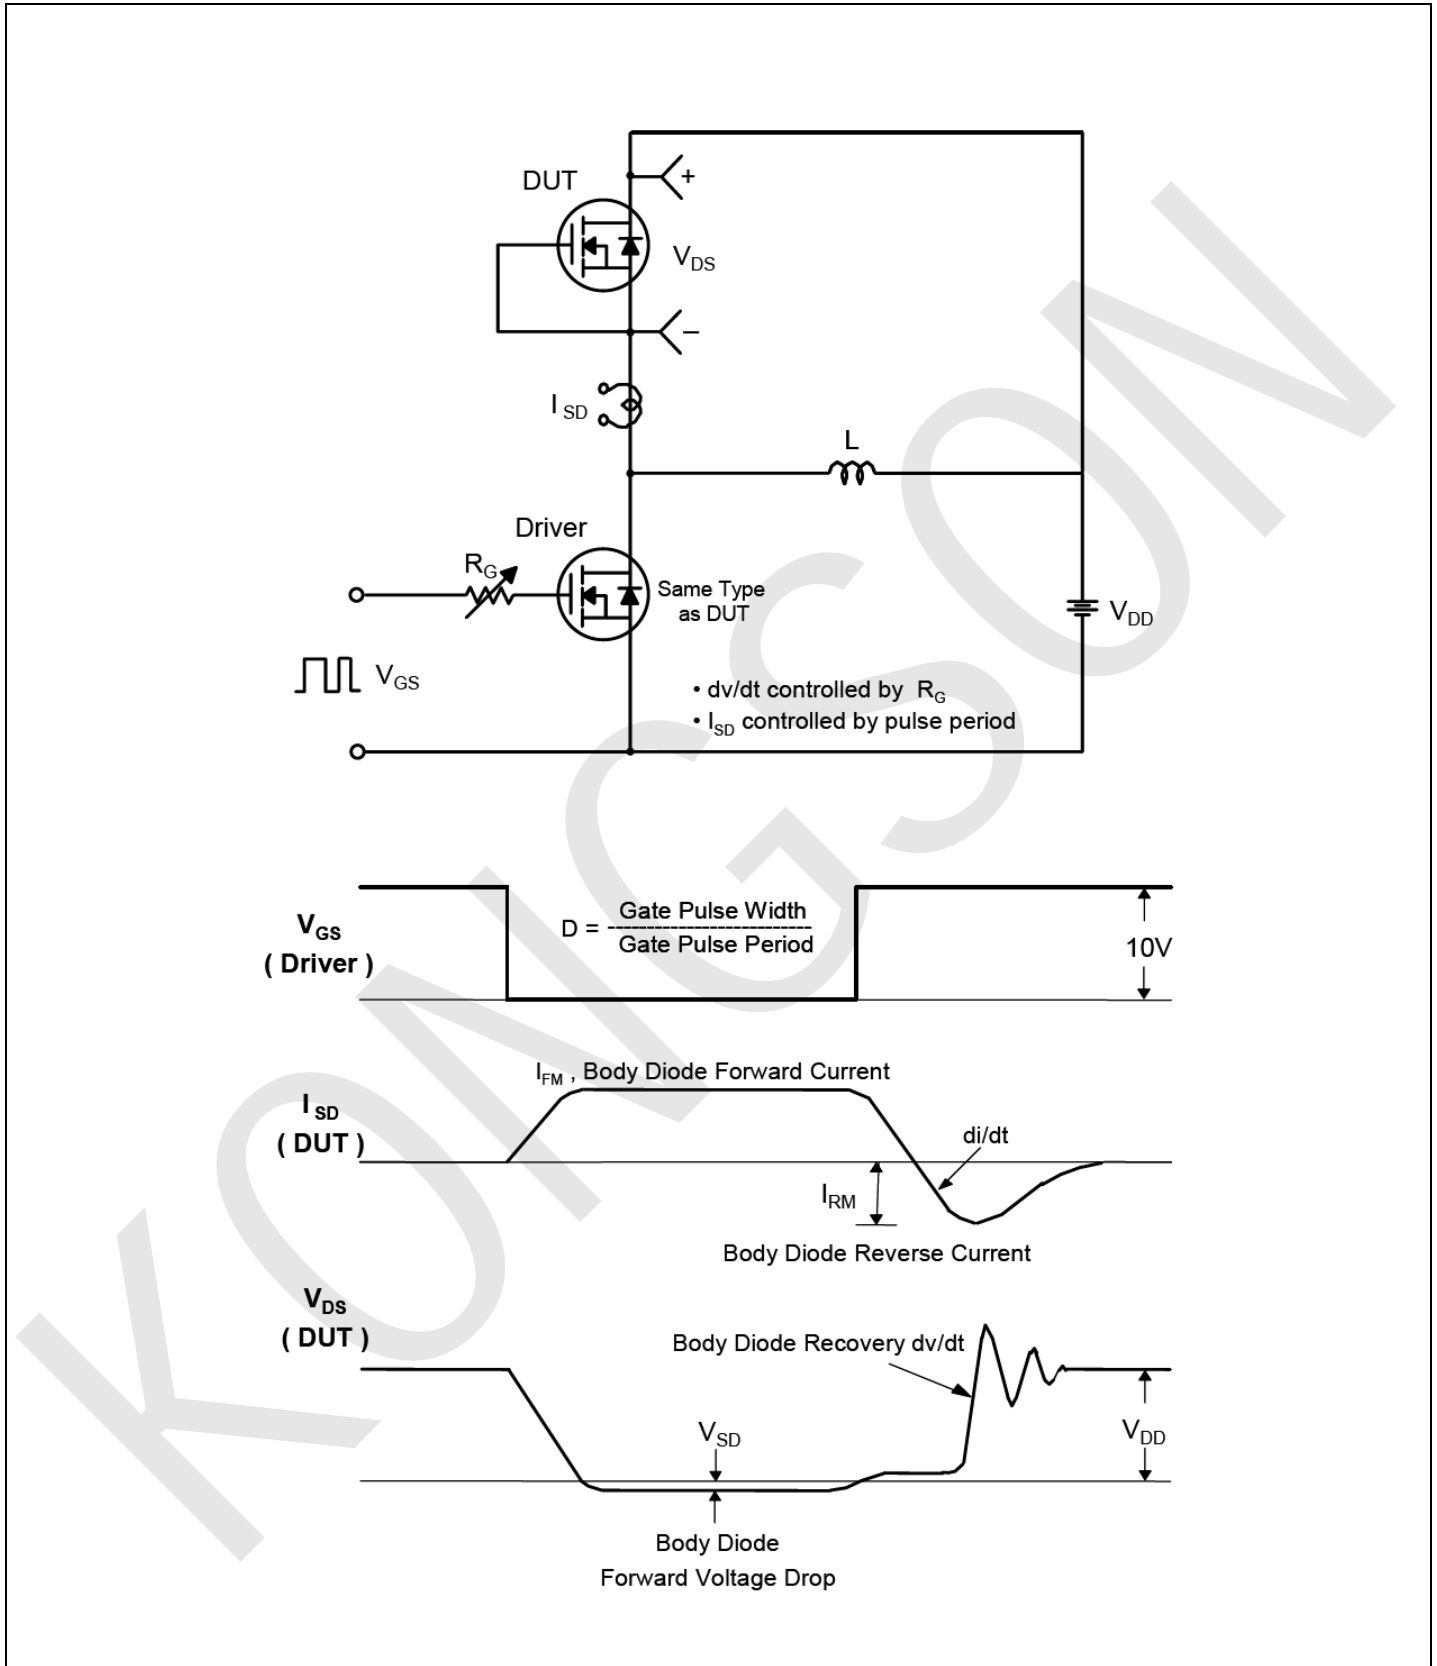 DUT
+
V_DS
–
I_SD
L
Driver
R_G
Same Type
as DUT
V_DD
V_GS
• dv/dt controlled by R_G
• I_SD controlled by pulse period
V_GS
( Driver )
D = Gate Pulse Width
Gate Pulse Period
10V
I_FM , Body Diode Forward Current
I_SD
( DUT )
di/dt
I_RM
Body Diode Reverse Current
V_DS
( DUT )
Body Diode Recovery dv/dt
V_SD
V_DD
Body Diode
Forward Voltage Drop
KONGSON